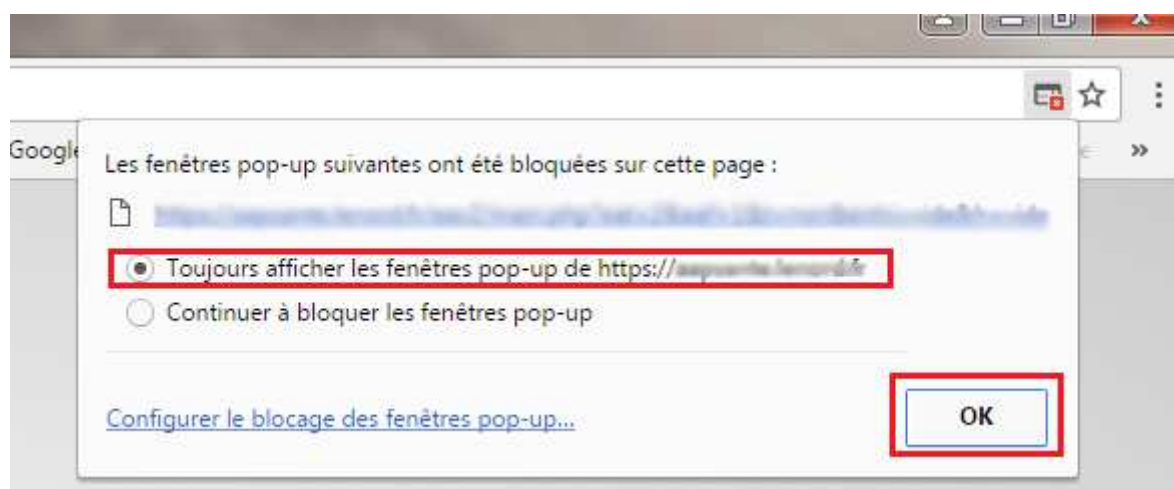 Google
»
Les fenêtres pop-up suivantes ont été bloquées sur cette page :
Toujours afficher les fenêtres pop-up de https://
Continuer à bloquer les fenêtres pop-up
Configurer le blocage des fenêtres pop-up...
OK